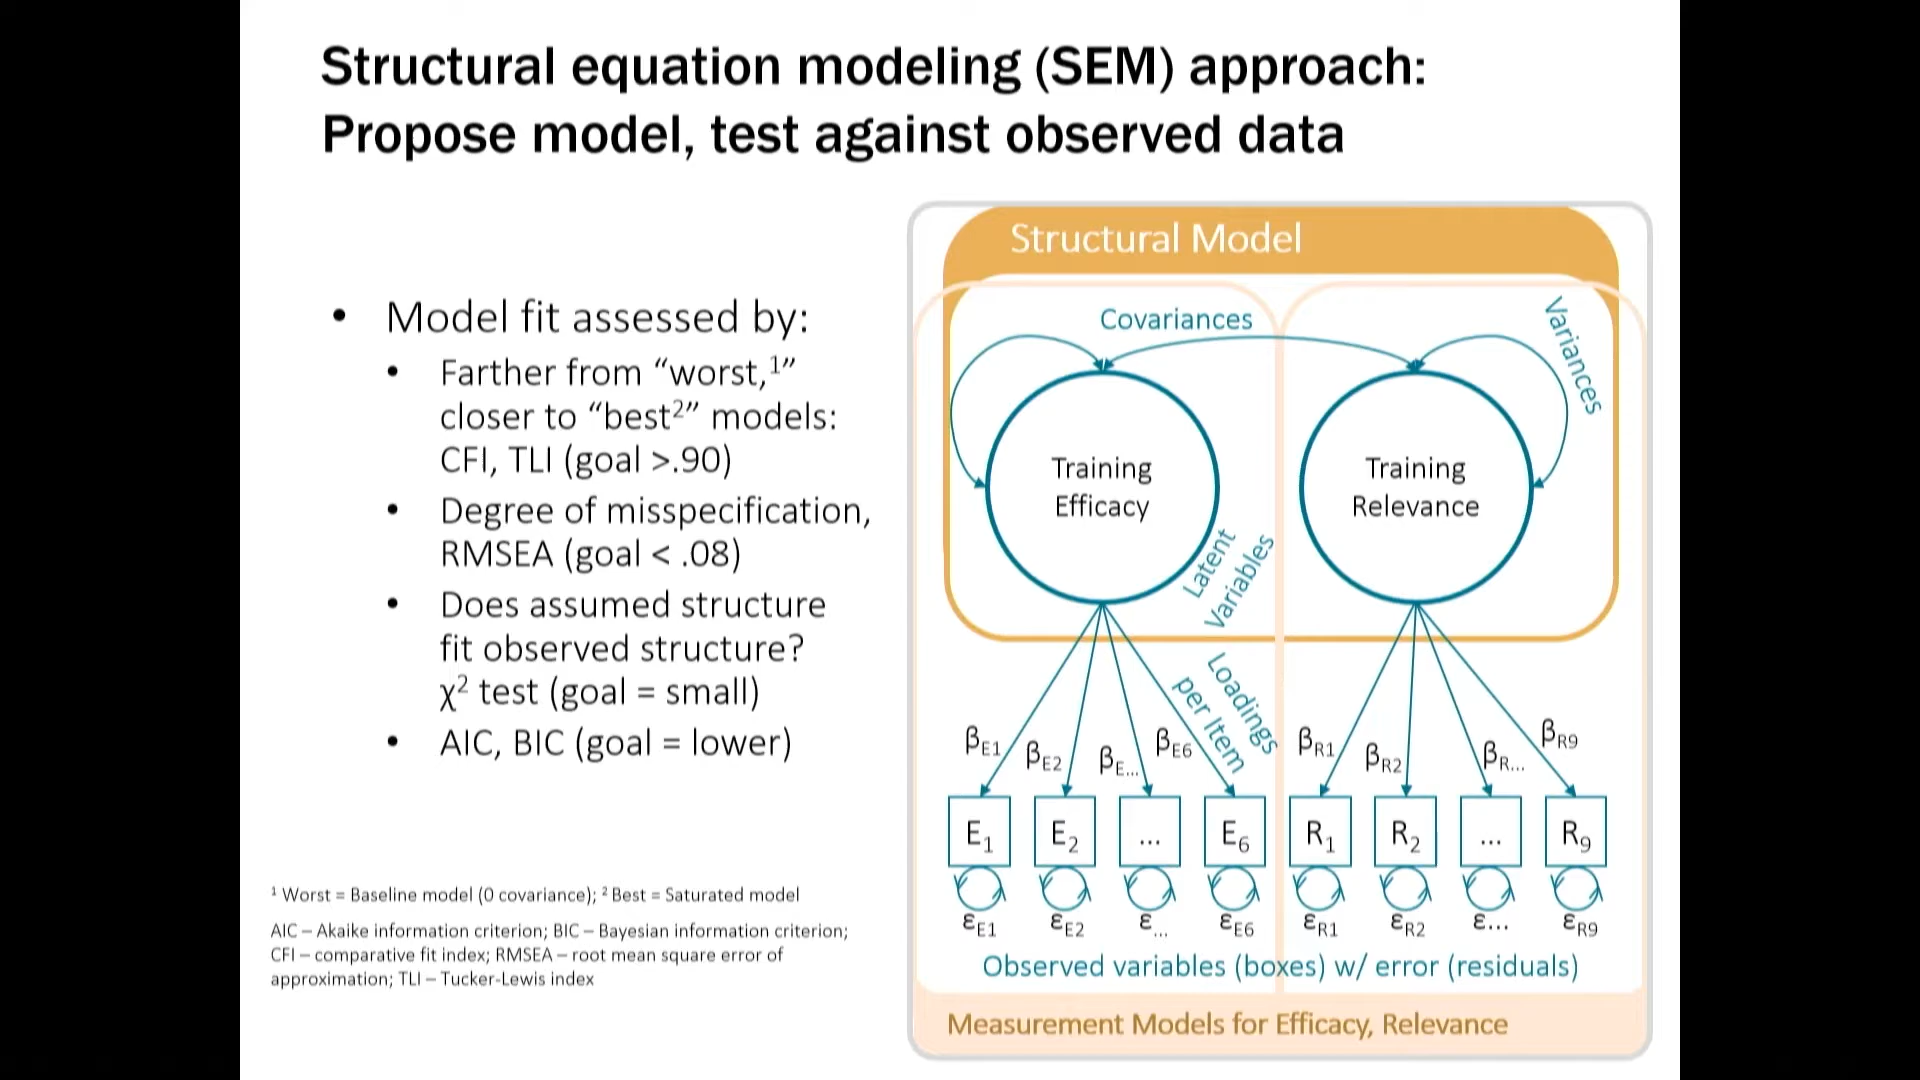 Structural equation modeling (SEM) approach:
Propose model, test against observed data
• Model fit assessed by:
• Farther from “worst,¹”
closer to “best²” models:
CFI, TLI (goal >.90)
• Degree of misspecification,
RMSEA (goal < .08)
• Does assumed structure
fit observed structure?
χ² test (goal = small)
• AIC, BIC (goal = lower)
¹ Worst = Baseline model (0 covariance); ² Best = Saturated model
AIC – Akaike information criterion; BIC – Bayesian information criterion;
CFI – comparative fit index; RMSEA – root mean square error of
approximation; TLI – Tucker-Lewis index
Structural Model
Covariances
Variances
Training
Efficacy
Training
Relevance
Latent
Variables
Loadings
per Item
βE1 βE2 βE... βE6 βR1 βR2 βR... βR9
E1 E2 ... E6 R1 R2 ... R9
εE1 εE2 ε... εE6 εR1 εR2 ε... εR9
Observed variables (boxes) w/ error (residuals)
Measurement Models for Efficacy, Relevance